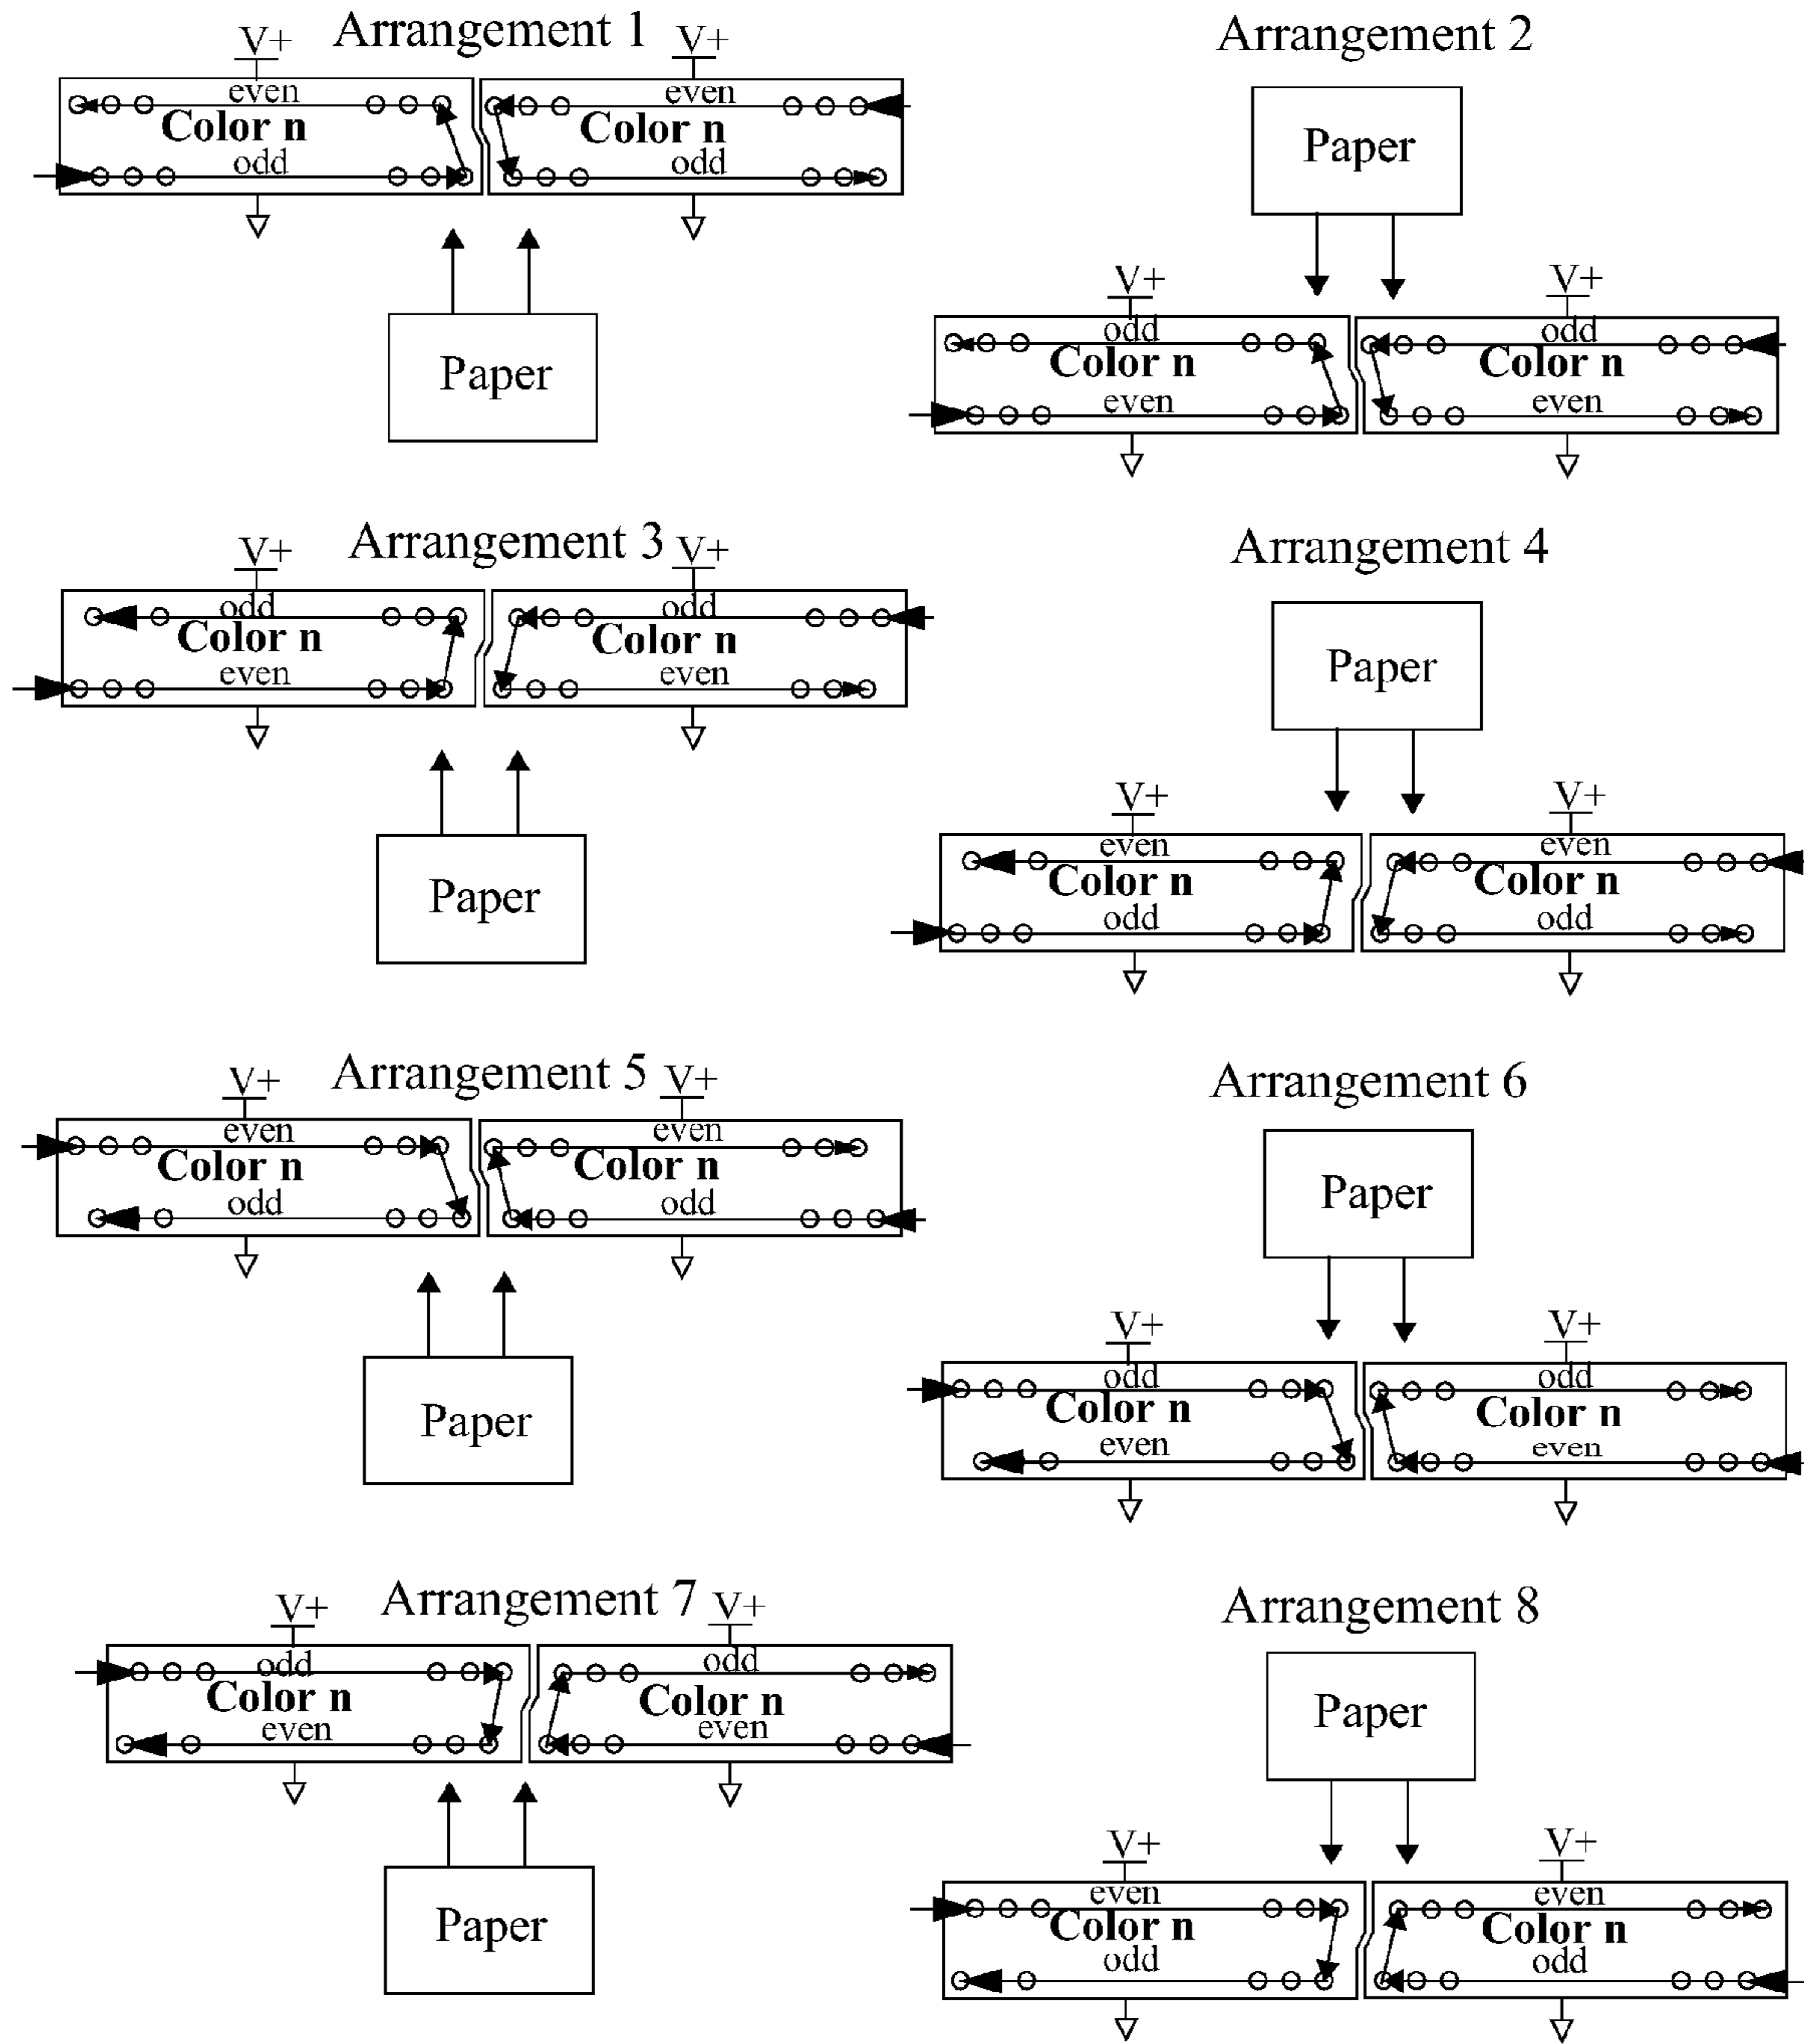 Arrangement 1
V+ V+
even even
Color n Color n
odd odd
Paper
Arrangement 2
Paper
V+ V+
odd odd
Color n Color n
even even
Arrangement 3
V+ V+
odd odd
Color n Color n
even even
Paper
Arrangement 4
Paper
V+ V+
even even
Color n Color n
odd odd
Arrangement 5
V+ V+
even even
Color n Color n
odd odd
Paper
Arrangement 6
Paper
V+ V+
odd odd
Color n Color n
even even
Arrangement 7
V+ V+
odd odd
Color n Color n
even even
Paper
Arrangement 8
Paper
V+ V+
even even
Color n Color n
odd odd